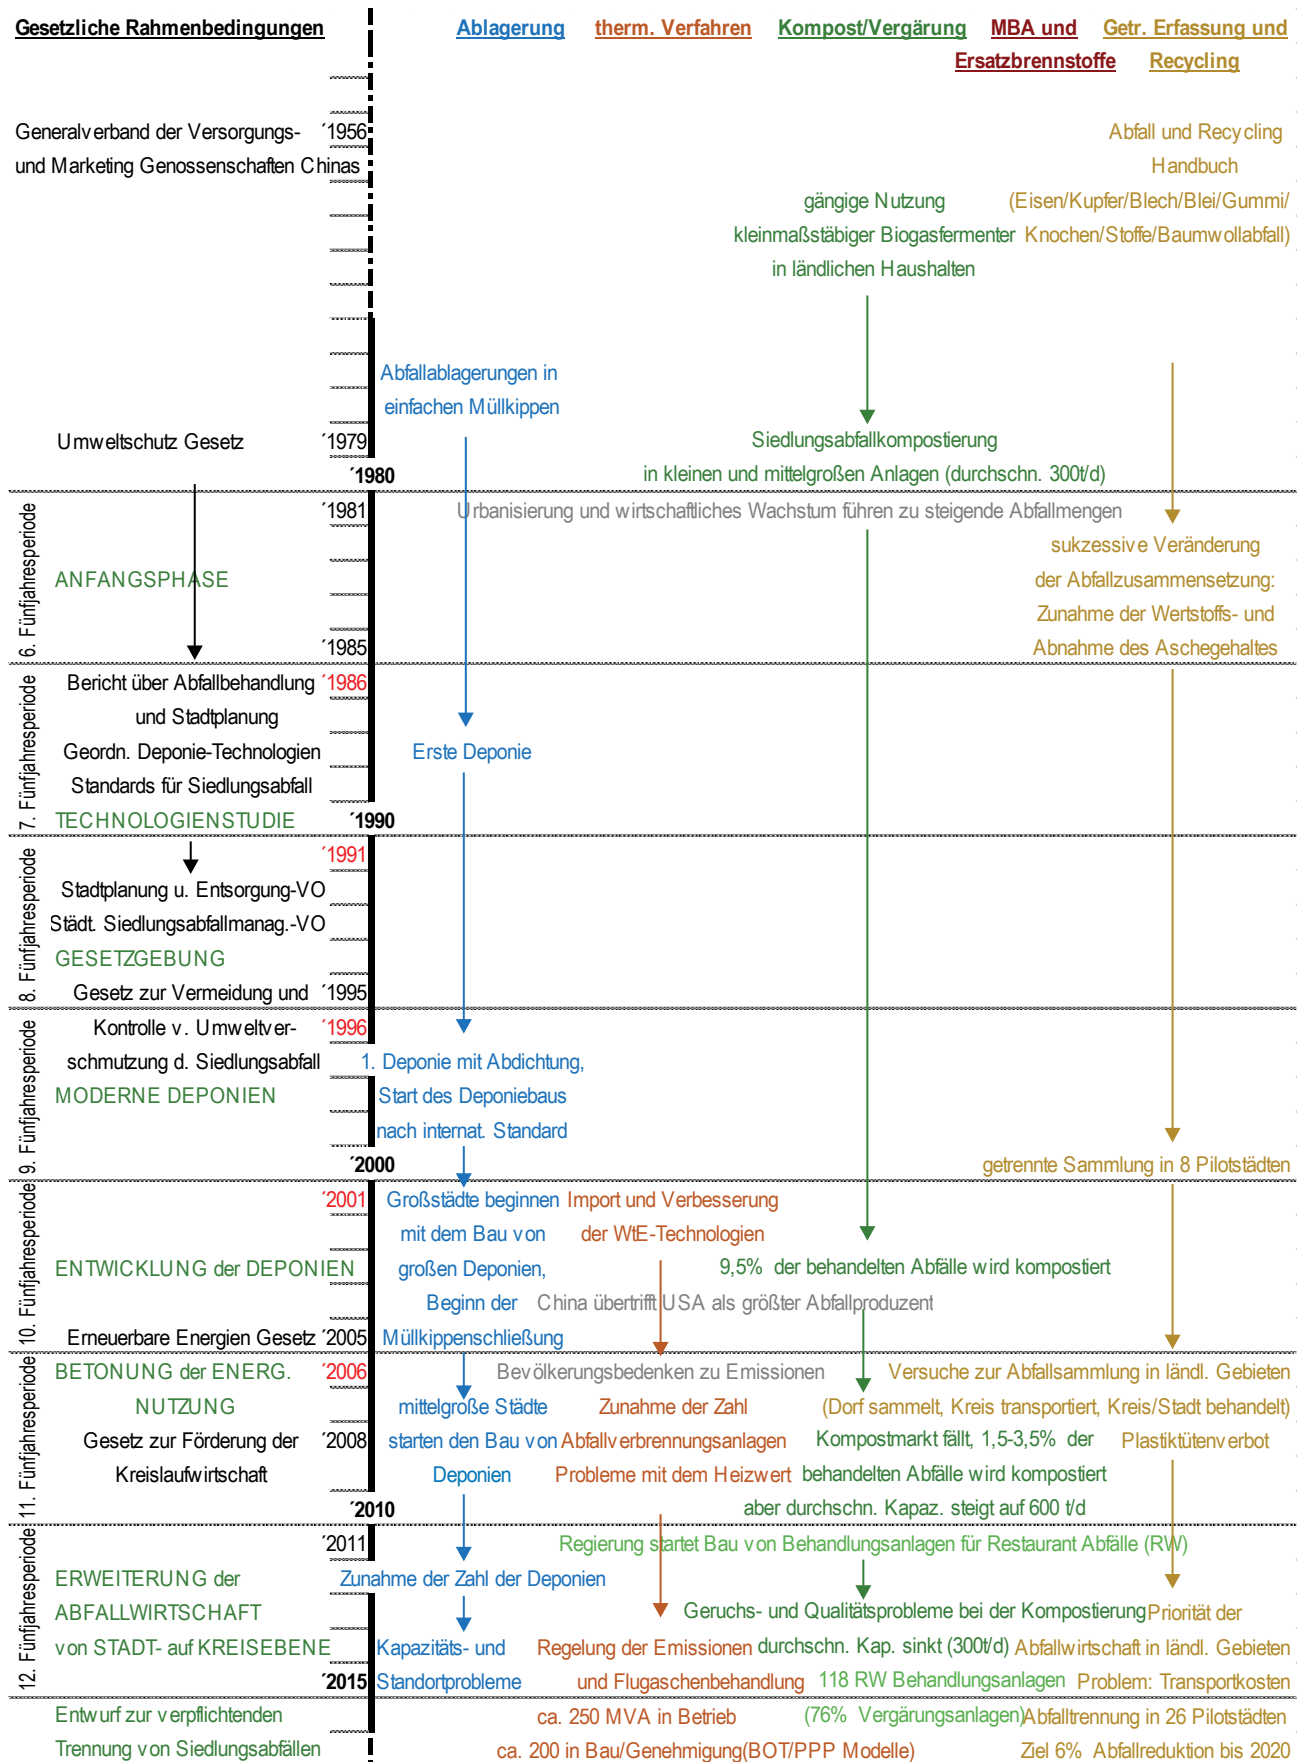 Gesetzliche Rahmenbedingungen
Ablagerung therm. Verfahren Kompost/Vergärung MBA und Getr. Erfassung und
Ersatzbrennstoffe Recycling
Generalverband der Versorgungs- ´1956 Abfall und Recycling
und Marketing Genossenschaften Chinas Handbuch
gängige Nutzung (Eisen/Kupfer/Blech/Blei/Gummi/
kleinmaßstäbiger Biogasfermenter Knochen/Stoffe/Baumwollabfall)
in ländlichen Haushalten
Abfallablagerungen in
einfachen Müllkippen
Umweltschutz Gesetz ´1979 Siedlungsabfallkompostierung
´1980 in kleinen und mittelgroßen Anlagen (durchschn. 300t/d)
6. Fünfjahresperiode
´1981 Urbanisierung und wirtschaftliches Wachstum führen zu steigende Abfallmengen
sukzessive Veränderung
ANFANGSPHASE der Abfallzusammensetzung:
Zunahme der Wertstoffs- und
´1985 Abnahme des Aschegehaltes
7. Fünfjahresperiode
Bericht über Abfallbehandlung ´1986
und Stadtplanung
Geordn. Deponie-Technologien Erste Deponie
Standards für Siedlungsabfall
TECHNOLOGIENSTUDIE ´1990
8. Fünfjahresperiode
´1991
Stadtplanung u. Entsorgung-VO
Städt. Siedlungsabfallmanag.-VO
GESETZGEBUNG
Gesetz zur Vermeidung und ´1995
9. Fünfjahresperiode
Kontrolle v. Umweltver- ´1996
schmutzung d. Siedlungsabfall 1. Deponie mit Abdichtung,
MODERNE DEPONIEN Start des Deponiebaus
nach internat. Standard
´2000 getrennte Sammlung in 8 Pilotstädten
10. Fünfjahresperiode
´2001 Großstädte beginnen Import und Verbesserung
mit dem Bau von der WtE-Technologien
ENTWICKLUNG der DEPONIEN großen Deponien, 9,5% der behandelten Abfälle wird kompostiert
Beginn der China übertrifft USA als größter Abfallproduzent
Erneuerbare Energien Gesetz ´2005 Müllkippenschließung
11. Fünfjahresperiode
BETONUNG der ENERG. ´2006 Bevölkerungsbedenken zu Emissionen Versuche zur Abfallsammlung in ländl. Gebieten
NUTZUNG mittelgroße Städte Zunahme der Zahl (Dorf sammelt, Kreis transportiert, Kreis/Stadt behandelt)
Gesetz zur Förderung der ´2008 starten den Bau von Abfallverbrennungsanlagen Kompostmarkt fällt, 1,5-3,5% der Plastiktütenverbot
Kreislaufwirtschaft Deponien Probleme mit dem Heizwert behandelten Abfälle wird kompostiert
´2010 aber durchschn. Kapaz. steigt auf 600 t/d
12. Fünfjahresperiode
´2011 Regierung startet Bau von Behandlungsanlagen für Restaurant Abfälle (RW)
ERWEITERUNG der Zunahme der Zahl der Deponien
ABFALLWIRTSCHAFT Geruchs- und Qualitätsprobleme bei der Kompostierung Priorität der
von STADT- auf KREISEBENE Kapazitäts- und Regelung der Emissionen durchschn. Kap. sinkt (300t/d) Abfallwirtschaft in ländl. Gebieten
´2015 Standortprobleme und Flugaschenbehandlung 118 RW Behandlungsanlagen Problem: Transportkosten
Entwurf zur verpflichtenden ca. 250 MVA in Betrieb (76% Vergärungsanlagen) Abfalltrennung in 26 Pilotstädten
Trennung von Siedlungsabfällen ca. 200 in Bau/Genehmigung(BOT/PPP Modelle) Ziel 6% Abfallreduktion bis 2020